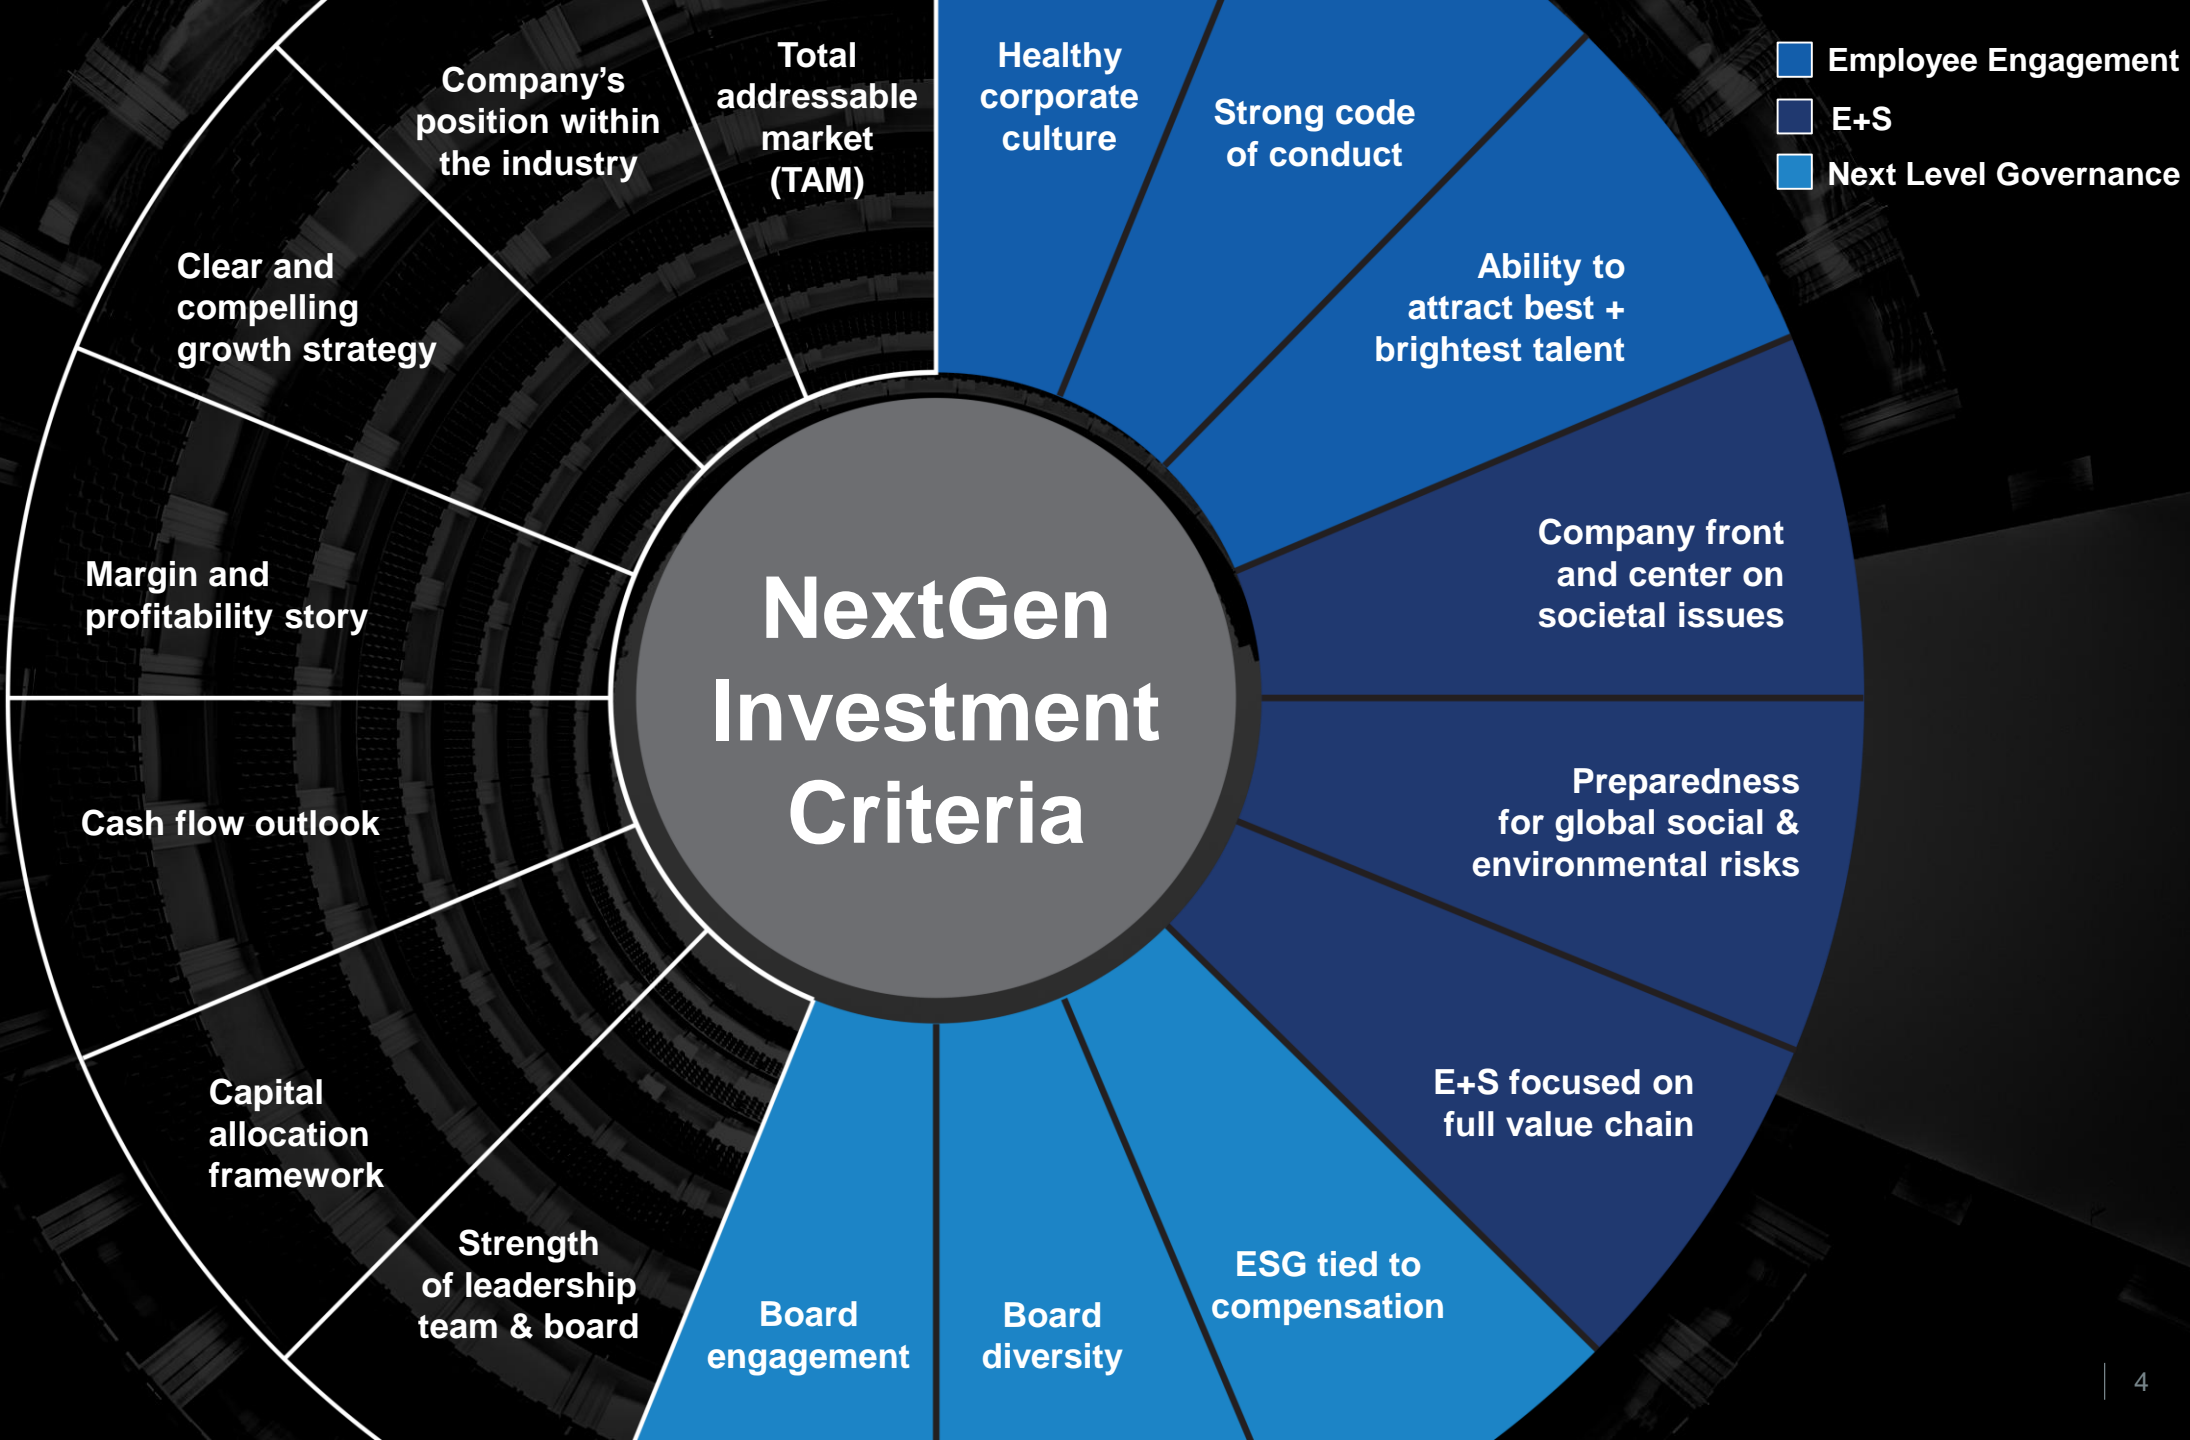 Total
addressable
market
(TAM)
Healthy
corporate
culture
Strong code
of conduct
Ability to
attract best +
brightest talent
Company front
and center on
societal issues
Preparedness
for global social &
environmental risks
E+S focused on
full value chain
ESG tied to
compensation
Board
diversity
Board
engagement
Strength
of leadership
team & board
Capital
allocation
framework
Cash flow outlook
Margin and
profitability story
Clear and
compelling
growth strategy
Company’s
position within
the industry
NextGen
Investment
Criteria
Employee Engagement
E+S
Next Level Governance
4